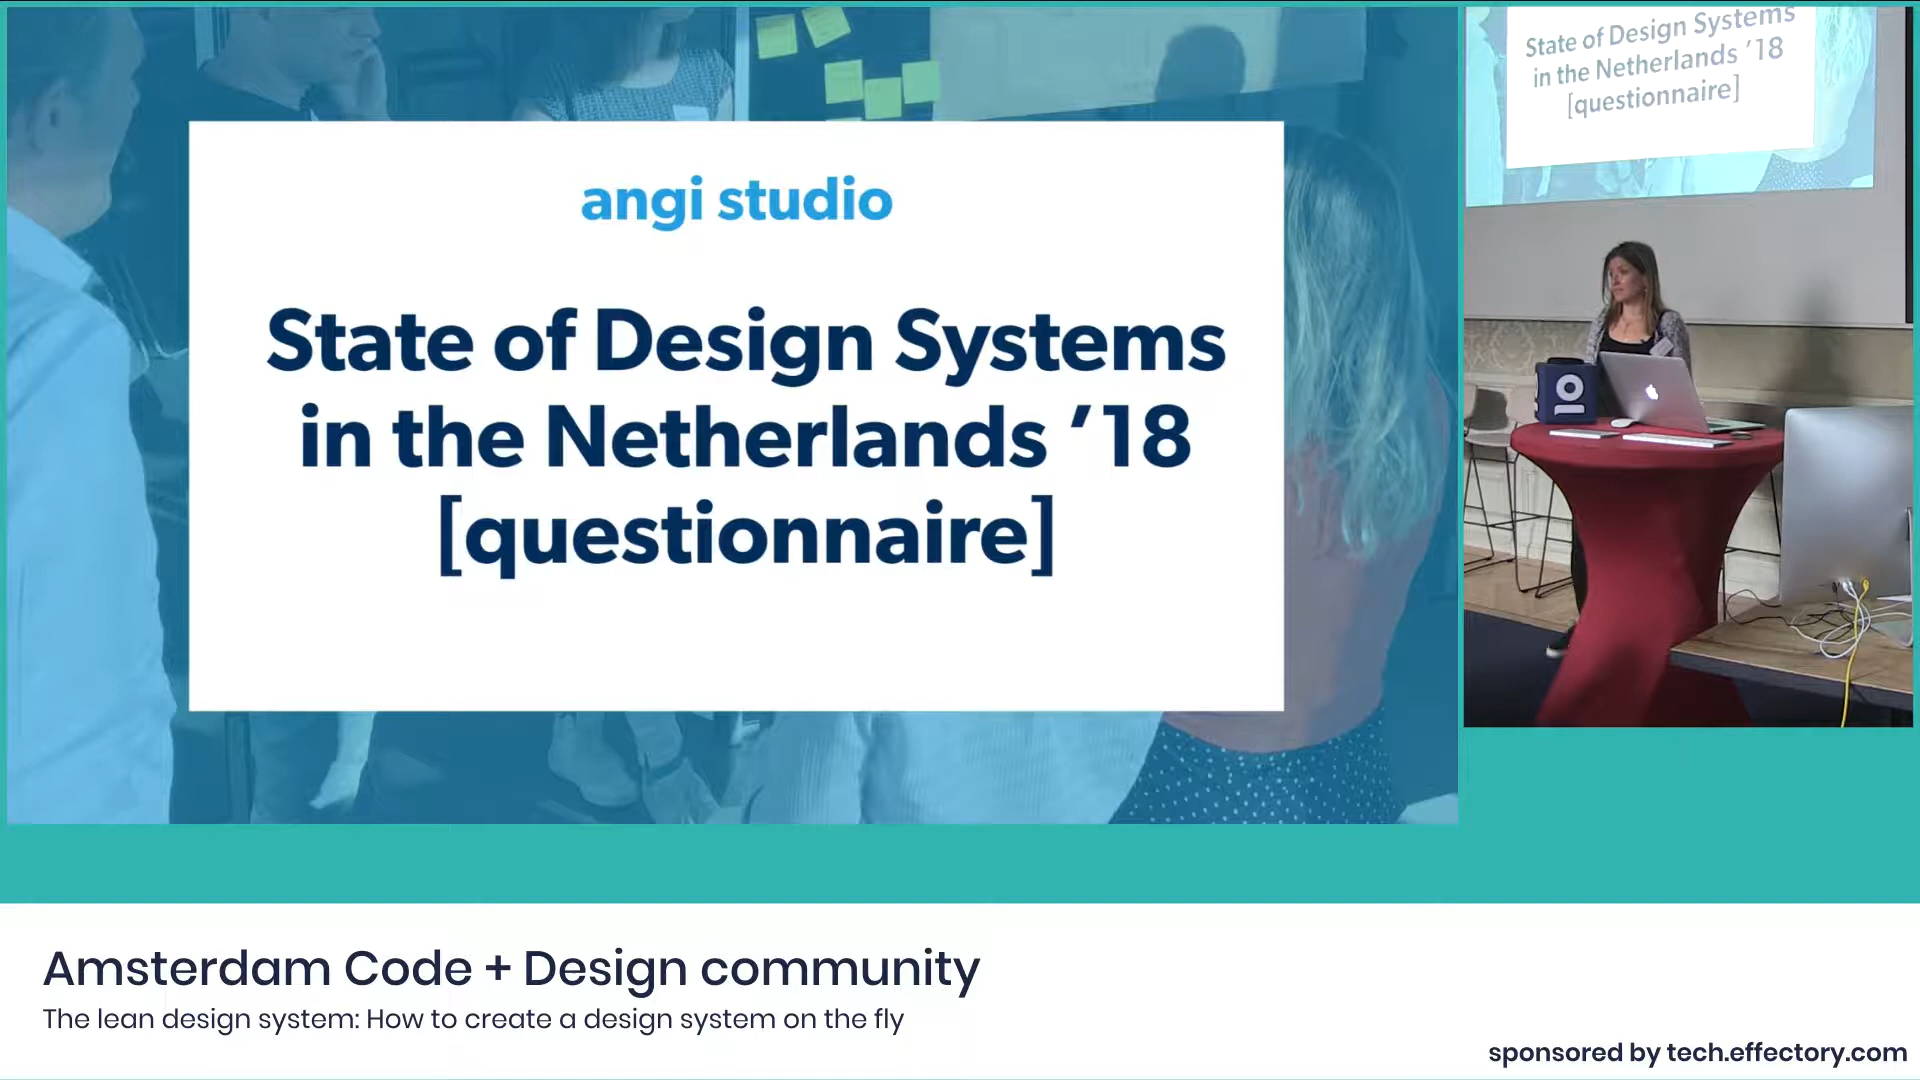 angi studio
State of Design Systems
in the Netherlands ’18
[questionnaire]
State of Design Systems
in the Netherlands ’18
[questionnaire]
Amsterdam Code + Design community
The lean design system: How to create a design system on the fly
sponsored by tech.effectory.com